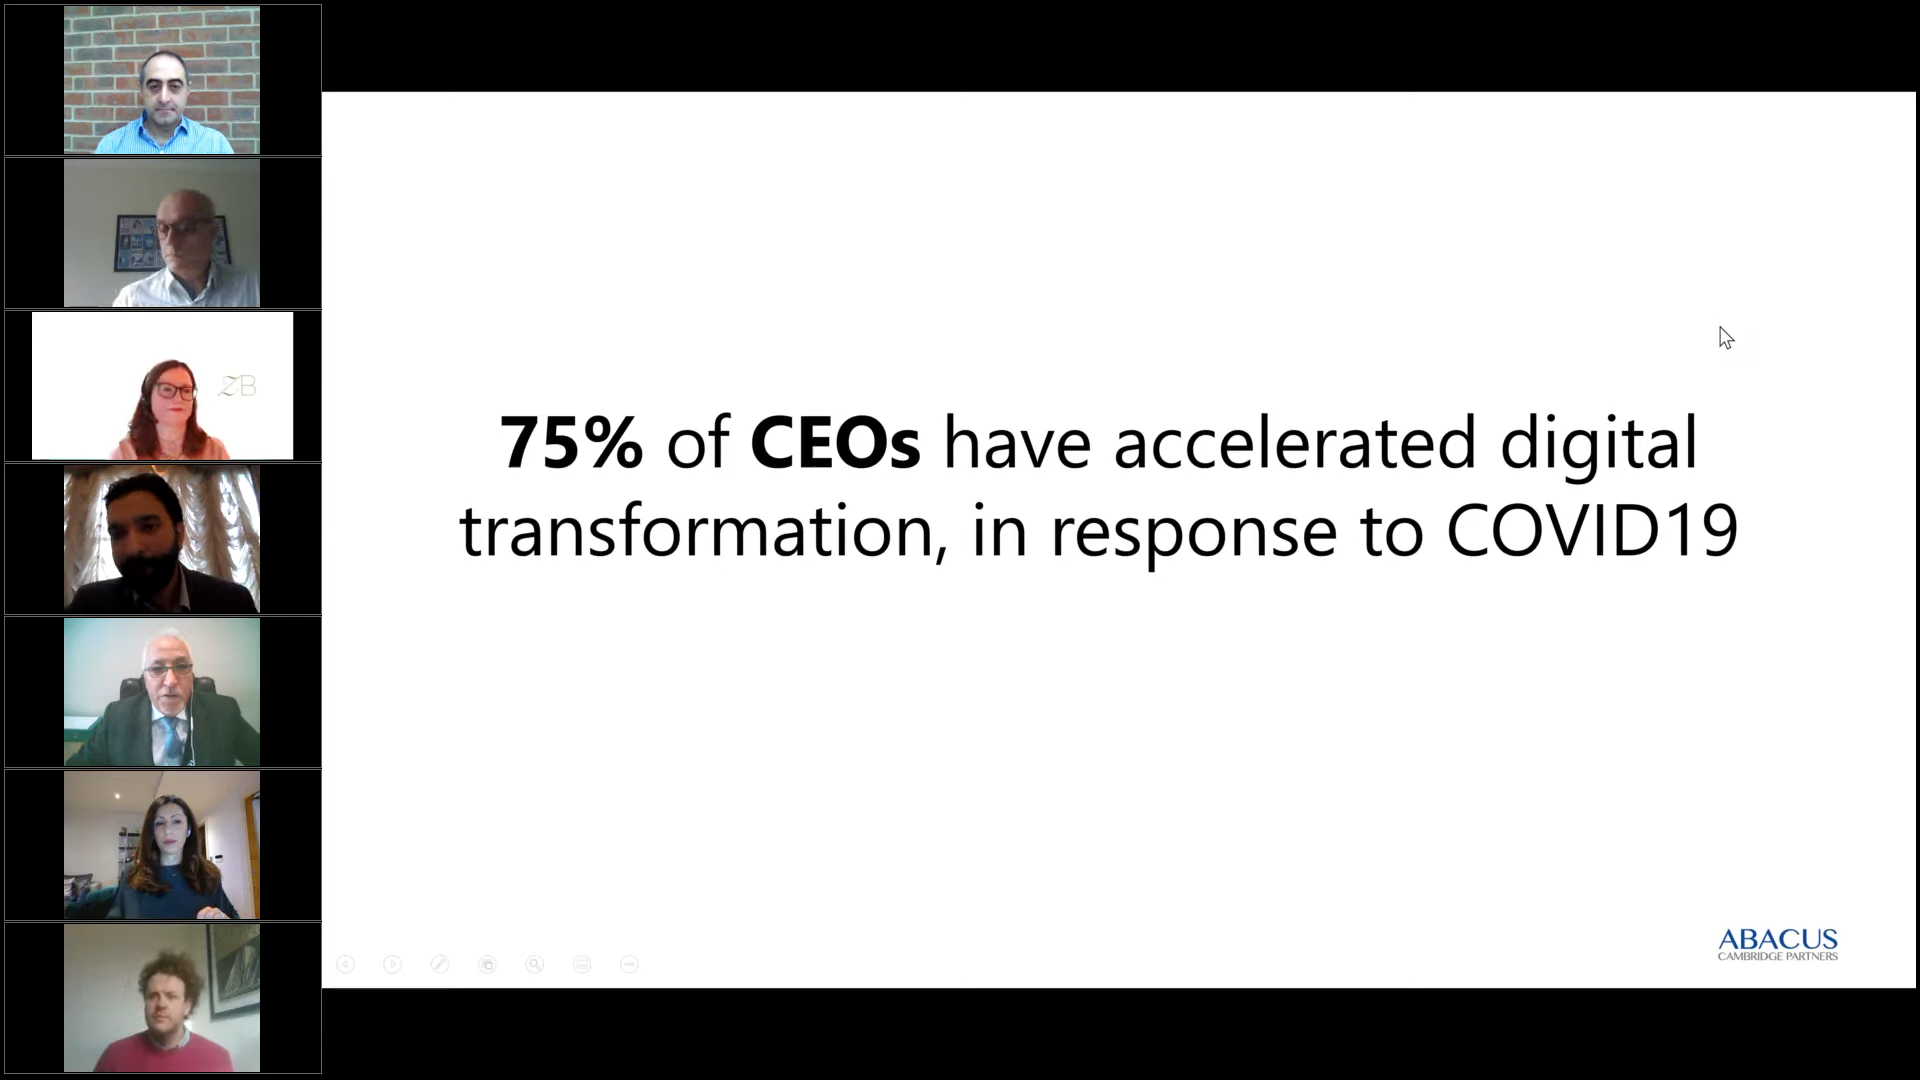 ZB
75% of CEOs have accelerated digital
transformation, in response to COVID19
ABACUS
CAMBRIDGE PARTNERS